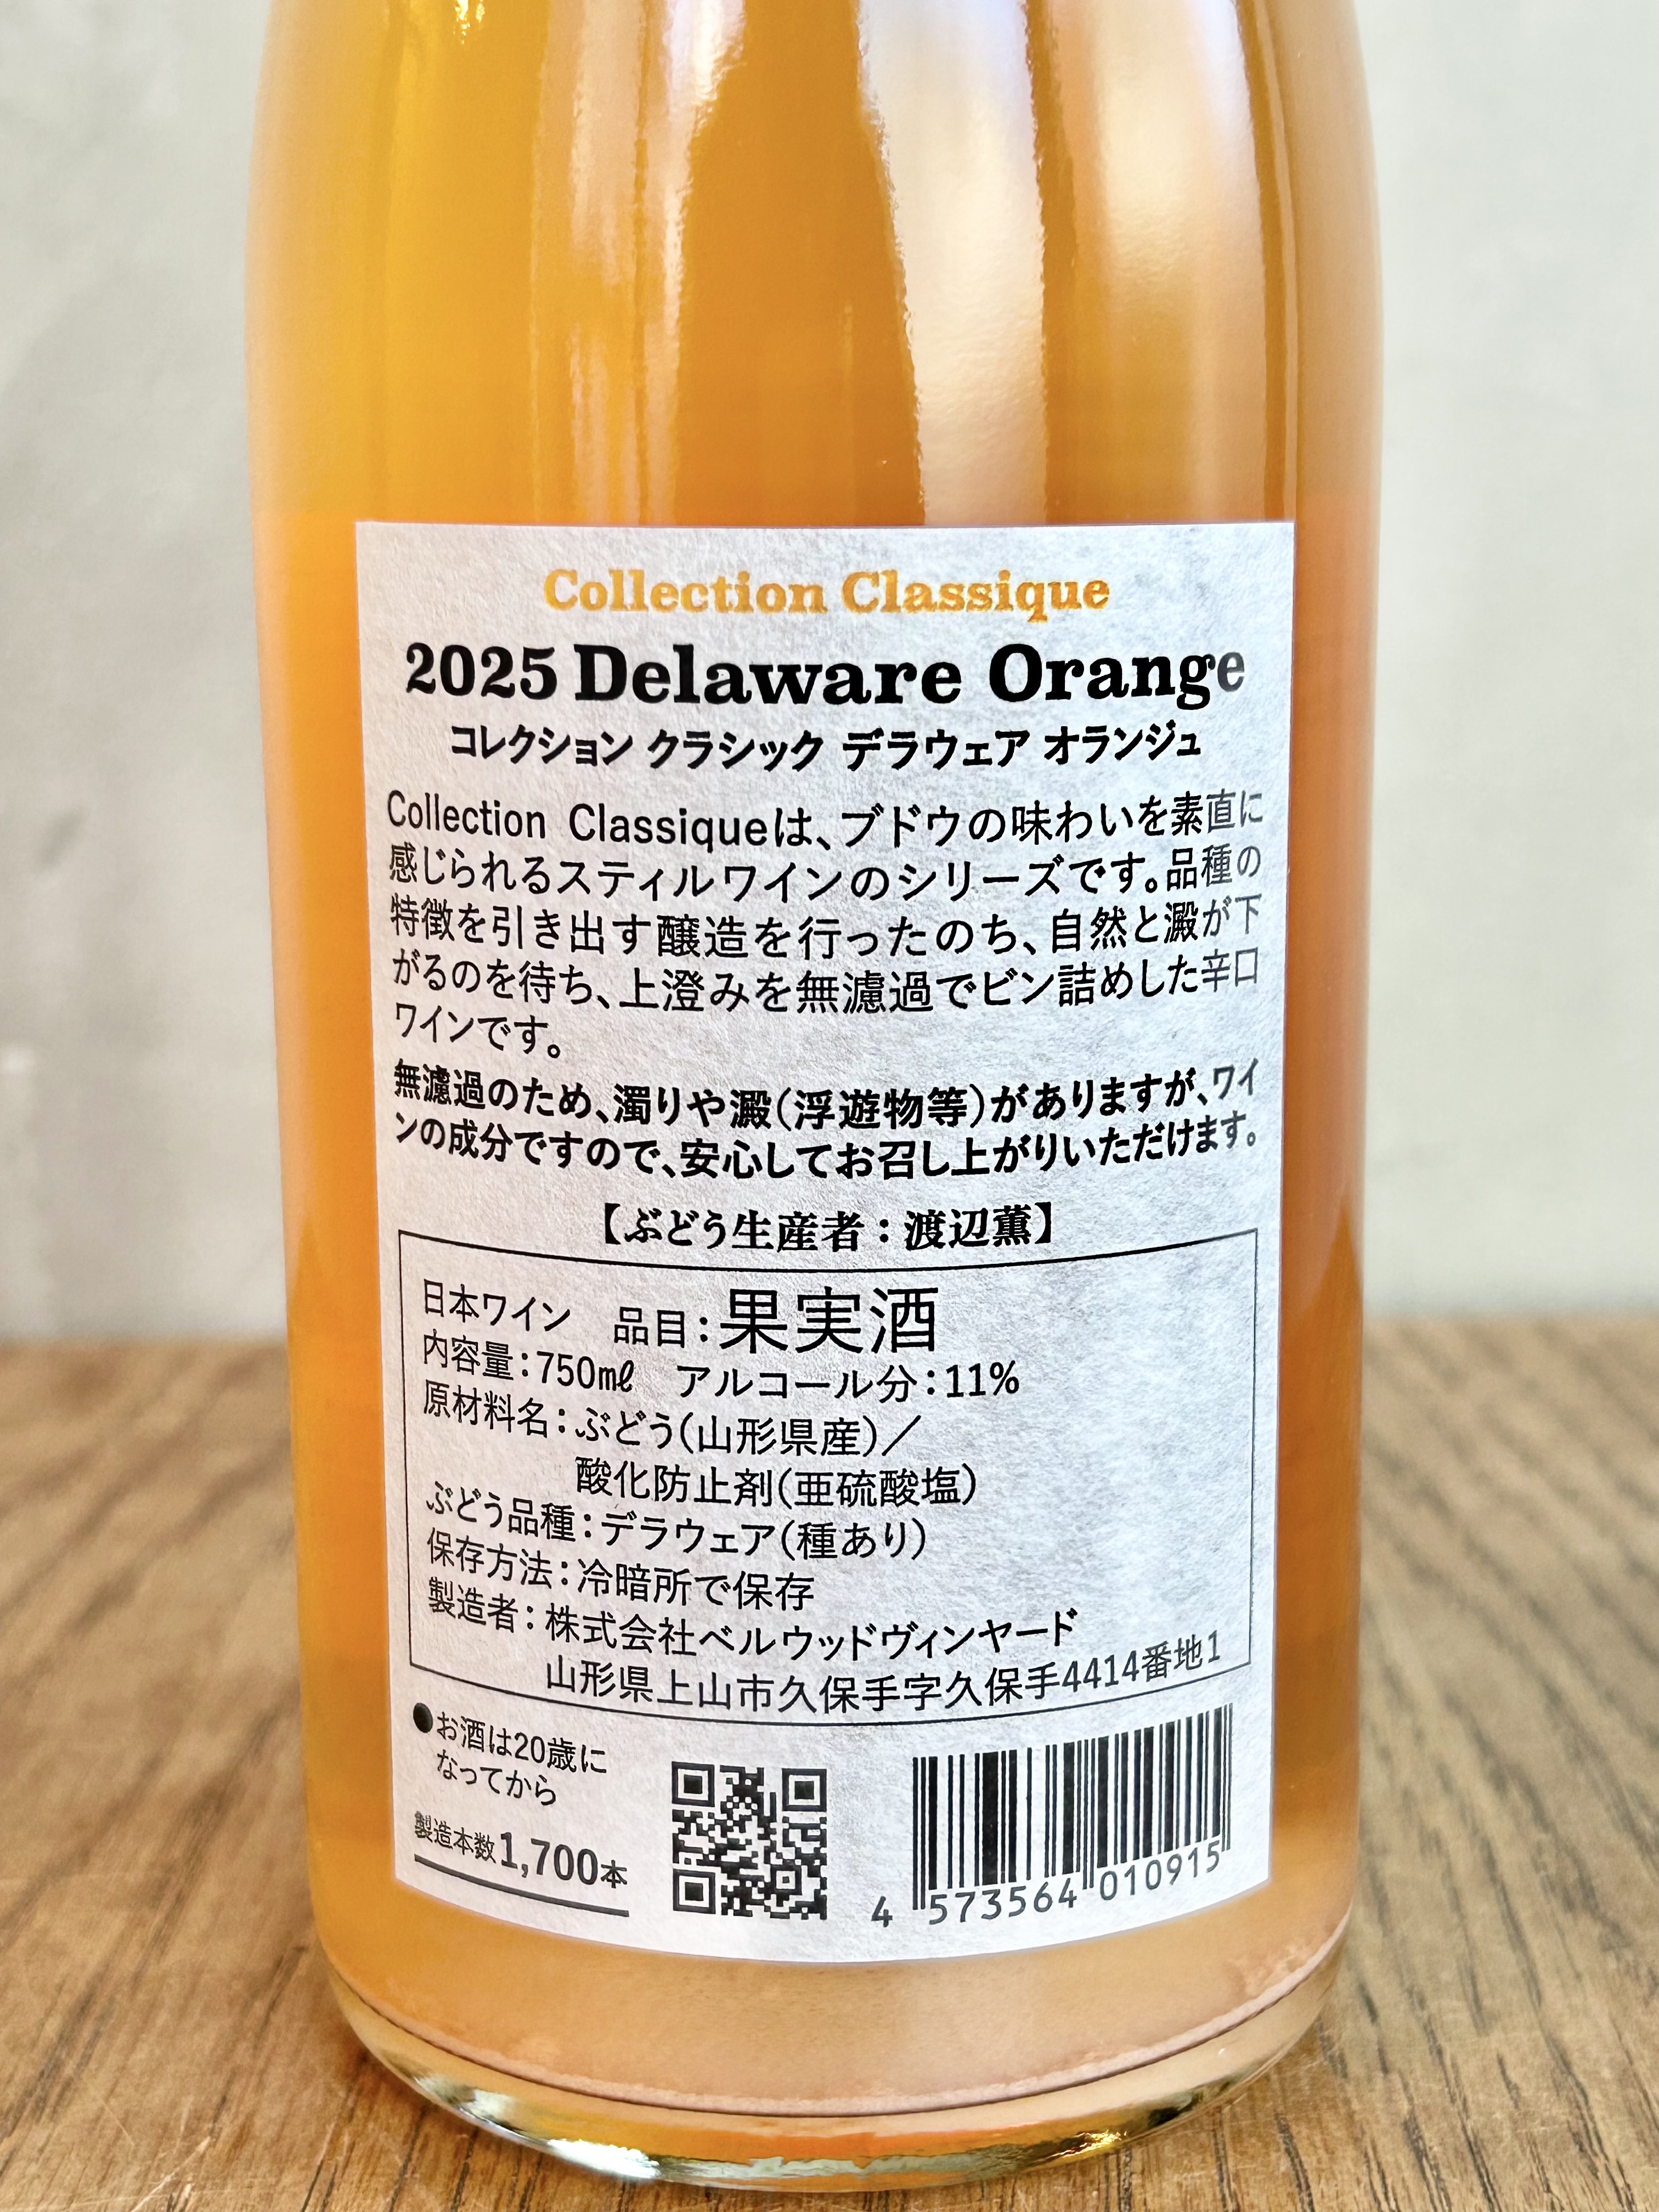 Collection Classique
2025 Delaware Orange
コレクション クラシック デラウェア オランジュ
Collection Classiqueは、ブドウの味わいを素直に
感じられるスティルワインのシリーズです。品種の
特徴を引き出す醸造を行ったのち、自然と澱が下
がるのを待ち、上澄みを無濾過でビン詰めした辛口
ワインです。
無濾過のため、濁りや澱(浮遊物等)がありますが、ワイ
ンの成分ですので、安心してお召し上がりいただけます。
【ぶどう生産者:渡辺薫】
日本ワイン 品目:果実酒
内容量:750㎖ アルコール分:11%
原材料名:ぶどう(山形県産)／
酸化防止剤(亜硫酸塩)
ぶどう品種:デラウェア(種あり)
保存方法:冷暗所で保存
製造者:株式会社ベルウッドヴィンヤード
山形県上山市久保手字久保手4414番地1
●お酒は20歳に
なってから
製造本数1,700本
4 573564 010915